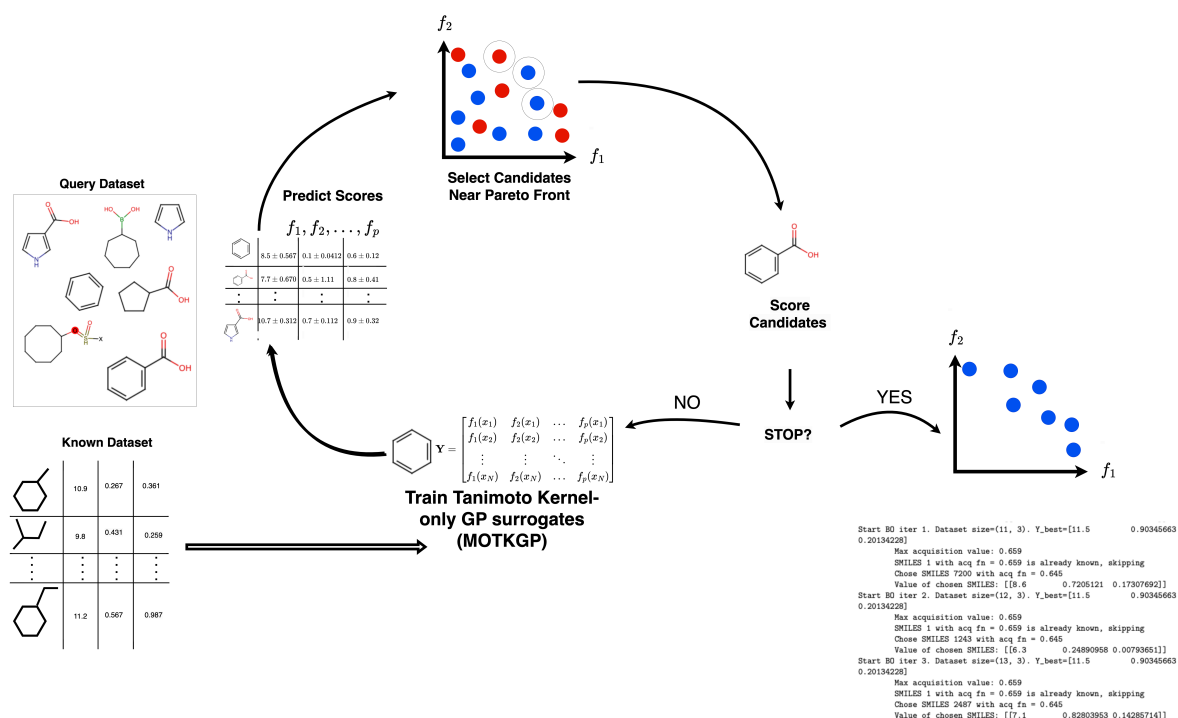 f₂
f₁
Select Candidates
Near Pareto Front
Query Dataset
O
OH
N
H
HO
OH
B
N
H
O
OH
O
S
H
X
O
OH
Predict Scores
f₁, f₂, . . . , fₚ
8.5 ± 0.567 0.1 ± 0.0412 0.6 ± 0.12
7.7 ± 0.670 0.5 ± 1.11 0.8 ± 0.41
⋮ ⋮ ⋮ ⋮
10.7 ± 0.312 0.7 ± 0.112 0.9 ± 0.32
O
OH
Score
Candidates
STOP?
NO
YES
f₂
f₁
Known Dataset
10.9 0.267 0.361
9.8 0.431 0.259
⋮ ⋮ ⋮ ⋮
11.2 0.567 0.987
f₁(x₁) f₂(x₁) … fₚ(x₁)
Y = f₁(x₂) f₂(x₂) … fₚ(x₂)
⋮ ⋮ ⋱ ⋮
f₁(x_N) f₂(x_N) … fₚ(x_N)
Train Tanimoto Kernel-
only GP surrogates
(MOTKGP)
Start BO iter 1. Dataset size=(11, 3). Y_best=[11.5 0.90345663
0.20134228]
Max acquisition value: 0.659
SMILES 1 with acq fn = 0.659 is already known, skipping
Chose SMILES 7200 with acq fn = 0.645
Value of chosen SMILES: [[8.6 0.7205121 0.17307692]]
Start BO iter 2. Dataset size=(12, 3). Y_best=[11.5 0.90345663
0.20134228]
Max acquisition value: 0.659
SMILES 1 with acq fn = 0.659 is already known, skipping
Chose SMILES 1243 with acq fn = 0.645
Value of chosen SMILES: [[6.3 0.24890958 0.00793651]]
Start BO iter 3. Dataset size=(13, 3). Y_best=[11.5 0.90345663
0.20134228]
Max acquisition value: 0.659
SMILES 1 with acq fn = 0.659 is already known, skipping
Chose SMILES 2487 with acq fn = 0.645
Value of chosen SMILES: [[7.1 0.82803953 0.14285714]]